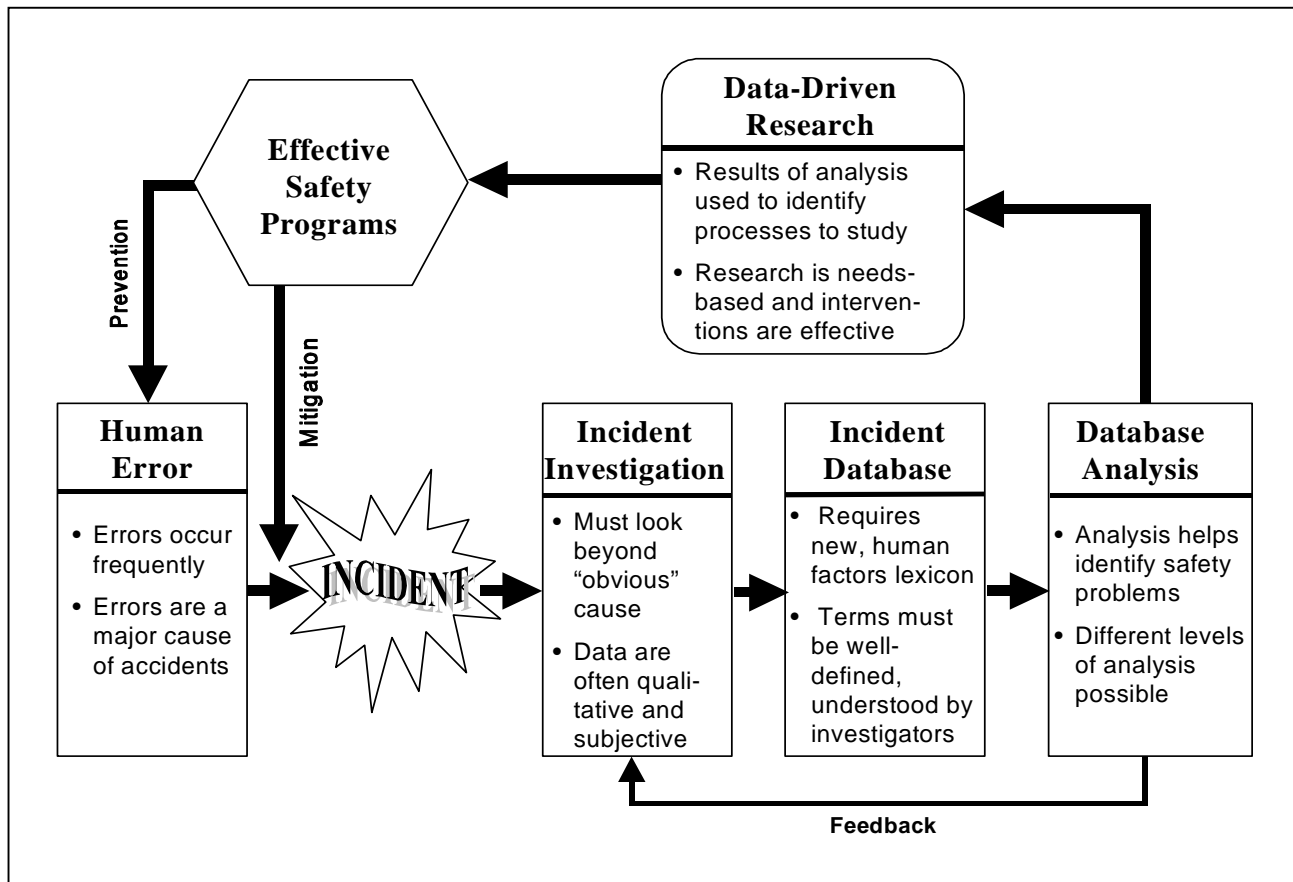 Effective
Safety
Programs
Data-Driven
Research
• Results of analysis
used to identify
processes to study
• Research is needs-
based and interven-
tions are effective
Prevention
Mitigation
Human
Error
• Errors occur
frequently
• Errors are a
major cause
of accidents
INCIDENT
Incident
Investigation
• Must look
beyond
“obvious”
cause
• Data are
often quali-
tative and
subjective
Incident
Database
• Requires
new, human
factors lexicon
• Terms must
be well-
defined,
understood by
investigators
Database
Analysis
• Analysis helps
identify safety
problems
• Different levels
of analysis
possible
Feedback